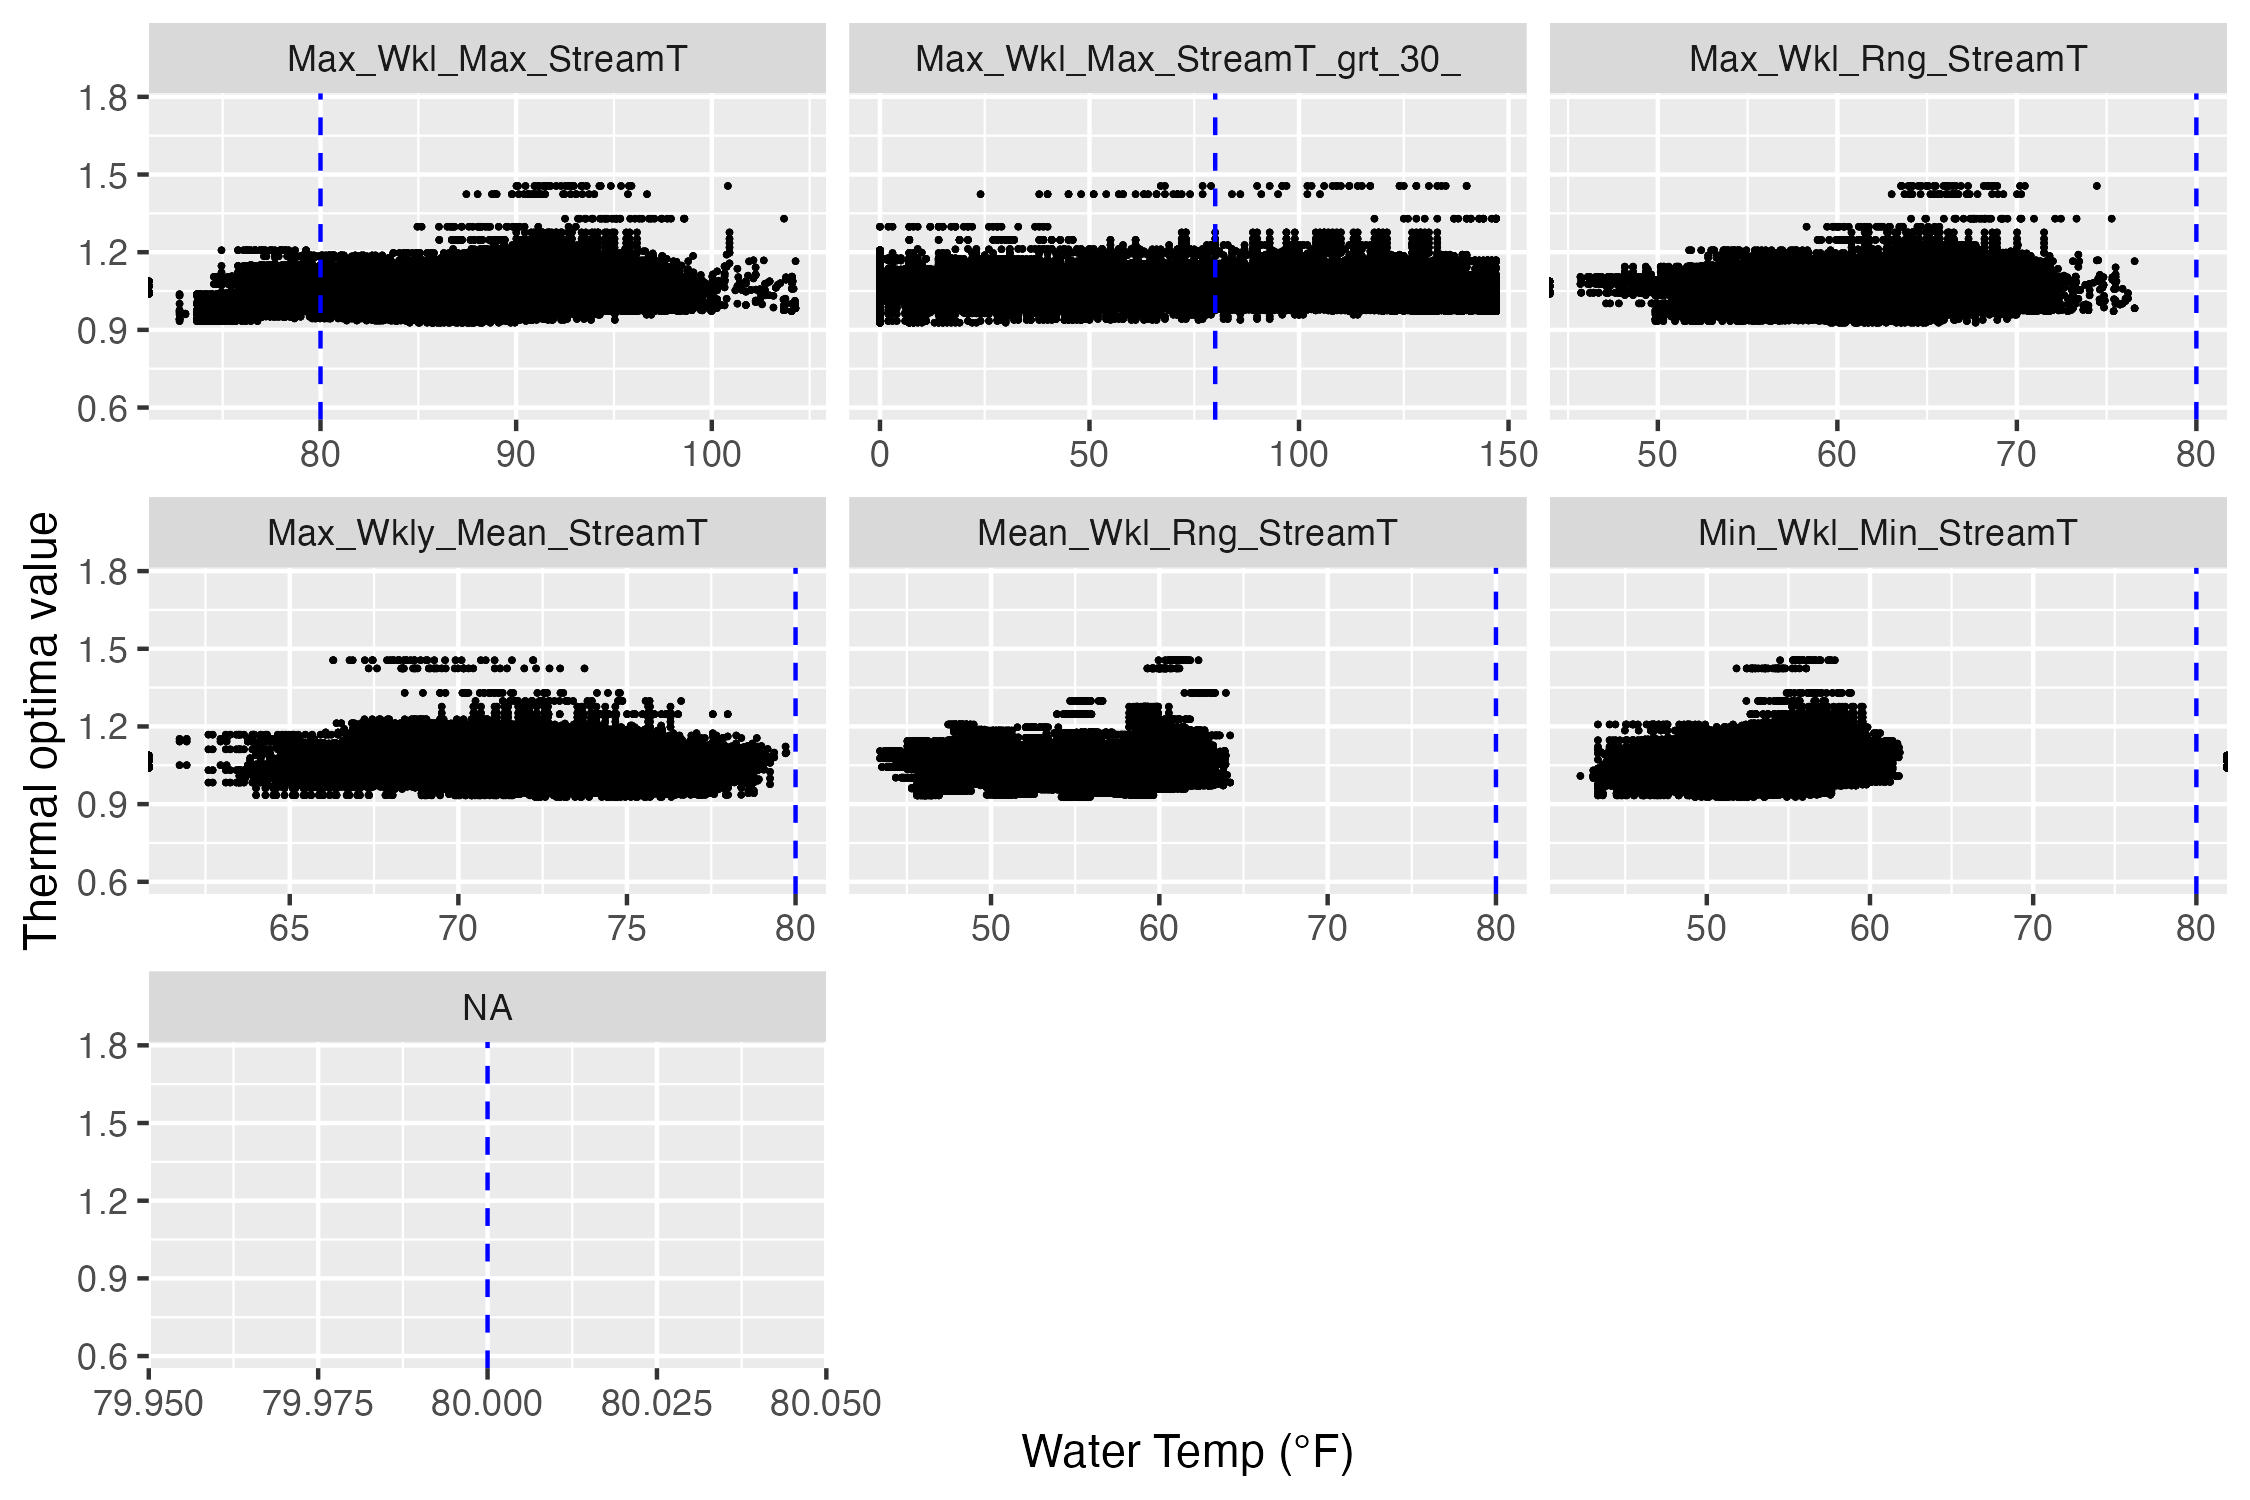 Max_Wkl_Max_StreamT
Max_Wkl_Max_StreamT_grt_30_
Max_Wkl_Rng_StreamT
1.8
1.5
1.2
0.9
0.6
80 90 100
0 50 100 150
50 60 70 80
Max_Wkly_Mean_StreamT
Mean_Wkl_Rng_StreamT
Min_Wkl_Min_StreamT
Thermal optima value
1.8
1.5
1.2
0.9
0.6
65 70 75 80
50 60 70 80
50 60 70 80
NA
1.8
1.5
1.2
0.9
0.6
79.950 79.975 80.000 80.025 80.050
Water Temp (°F)